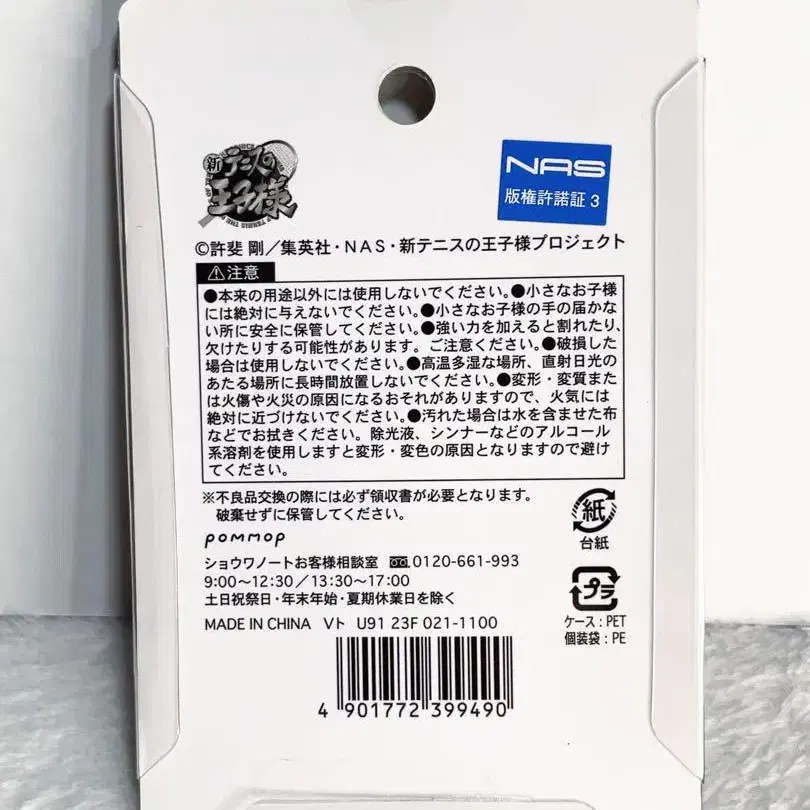 新テニスの
王子様
NAS
版権許諾証 3
©許斐 剛／集英社・NAS・新テニスの王子様プロジェクト
⚠注意
●本来の用途以外には使用しないでください。●小さなお子様
には絶対に与えないでください。●小さなお子様の手の届かな
い所に安全に保管してください。●強い力を加えると割れたり、
欠けたりする可能性があります。ご注意ください。●破損した
場合は使用しないでください。●高温多湿な場所、直射日光の
あたる場所に長時間放置しないでください。●変形・変質また
は火傷や火災の原因になるおそれがありますので、火気には
絶対に近づけないでください。●汚れた場合は水を含ませた布
などでお拭きください。除光液、シンナーなどのアルコール
系溶剤を使用しますと変形・変色の原因となりますので避け
てください。
※不良品交換の際には必ず領収書が必要となります。
破棄せずに保管してください。
pommop
ショウワノートお客様相談室 0120-661-993
9:00～12:30／13:30～17:00
土日祝祭日・年末年始・夏期休業日を除く
MADE IN CHINA Vト U91 23F 021-1100
紙
台紙
プラ
ケース：PET
個装袋：PE
4 901772 399490